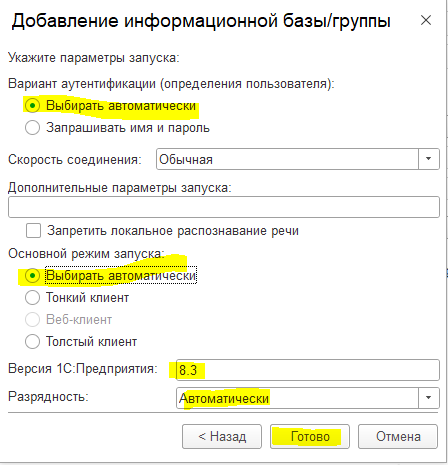 Добавление информационной базы/группы
Укажите параметры запуска:
Вариант аутентификации (определения пользователя):
Выбирать автоматически
Запрашивать имя и пароль
Скорость соединения: Обычная
Дополнительные параметры запуска:
Запретить локальное распознавание речи
Основной режим запуска:
Выбирать автоматически
Тонкий клиент
Веб-клиент
Толстый клиент
Версия 1С:Предприятия: 8.3
Разрядность: Автоматически
< Назад Готово Отмена